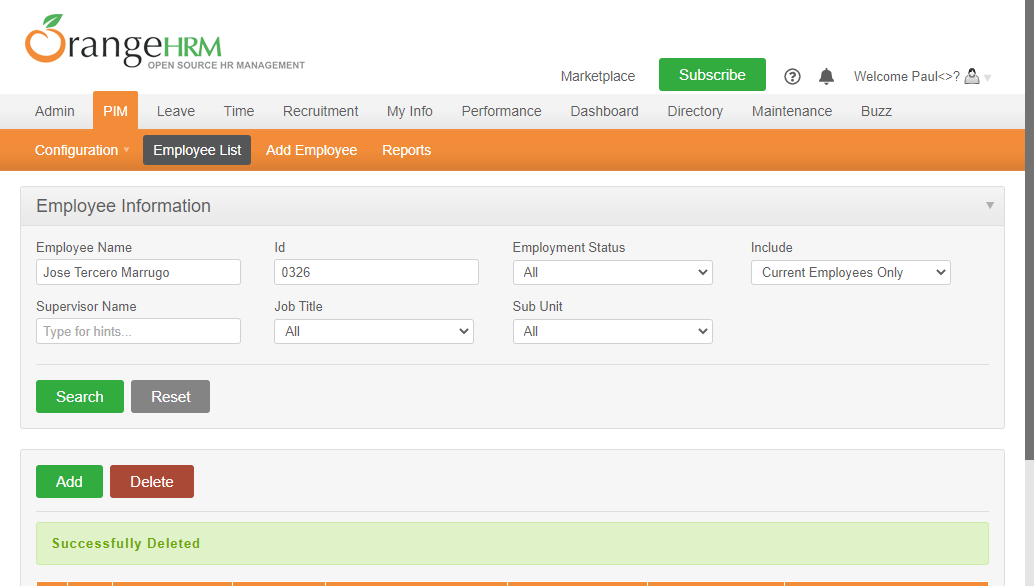 OrangeHRM
OPEN SOURCE HR MANAGEMENT
Marketplace Subscribe Welcome Paul<>?
Admin PIM Leave Time Recruitment My Info Performance Dashboard Directory Maintenance Buzz
Configuration Employee List Add Employee Reports
Employee Information
Employee Name Id Employment Status Include
Jose Tercero Marrugo 0326 All Current Employees Only
Supervisor Name Job Title Sub Unit
Type for hints... All All
Search Reset
Add Delete
Successfully Deleted